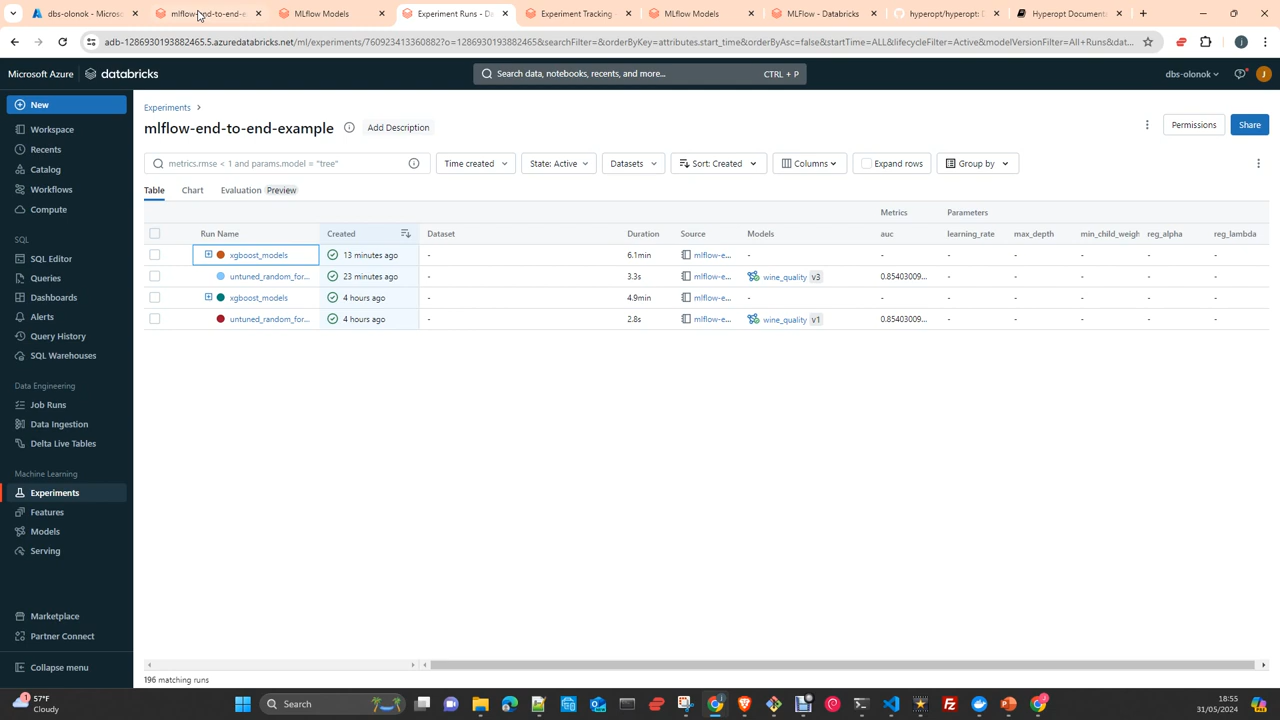 dbs-olonok - Microso
mlflow-end-to-end-e
MLflow Models
Experiment Runs - De
Experiment Tracking
MLflow Models
MLflow - Databricks
hyperopt/hyperopt: D
Hyperopt Document
adb-1286930193882465.5.azuredatabricks.net/ml/experiments/760923413360882?o=1286930193882465&searchFilter=&orderByKey=attributes.start_time&orderByAsc=false&startTime=ALL&lifecycleFilter=Active&modelVersionFilter=All+Runs&dat...
Microsoft Azure
databricks
Search data, notebooks, recents, and more...
CTRL + P
dbs-olonok
J
New
Workspace
Recents
Catalog
Workflows
Compute
SQL
SQL Editor
Queries
Dashboards
Alerts
Query History
SQL Warehouses
Data Engineering
Job Runs
Data Ingestion
Delta Live Tables
Machine Learning
Experiments
Features
Models
Serving
Marketplace
Partner Connect
Collapse menu
Experiments >
mlflow-end-to-end-example
Add Description
Permissions
Share
metrics.rmse < 1 and params.model = "tree"
Time created
State: Active
Datasets
Sort: Created
Columns
Expand rows
Group by
Table
Chart
Evaluation Preview
Metrics Parameters
Run Name Created Dataset Duration Source Models auc learning_rate max_depth min_child_weigh reg_alpha reg_lambda
xgboost_models 13 minutes ago - 6.1min mlflow-e... - - - - - - -
untuned_random_for... 23 minutes ago - 3.3s mlflow-e... wine_quality v3 0.85403009... - - - - -
xgboost_models 4 hours ago - 4.9min mlflow-e... - - - - - - -
untuned_random_for... 4 hours ago - 2.8s mlflow-e... wine_quality v1 0.85403009... - - - - -
196 matching runs
57°F
Cloudy
Search
18:55
31/05/2024